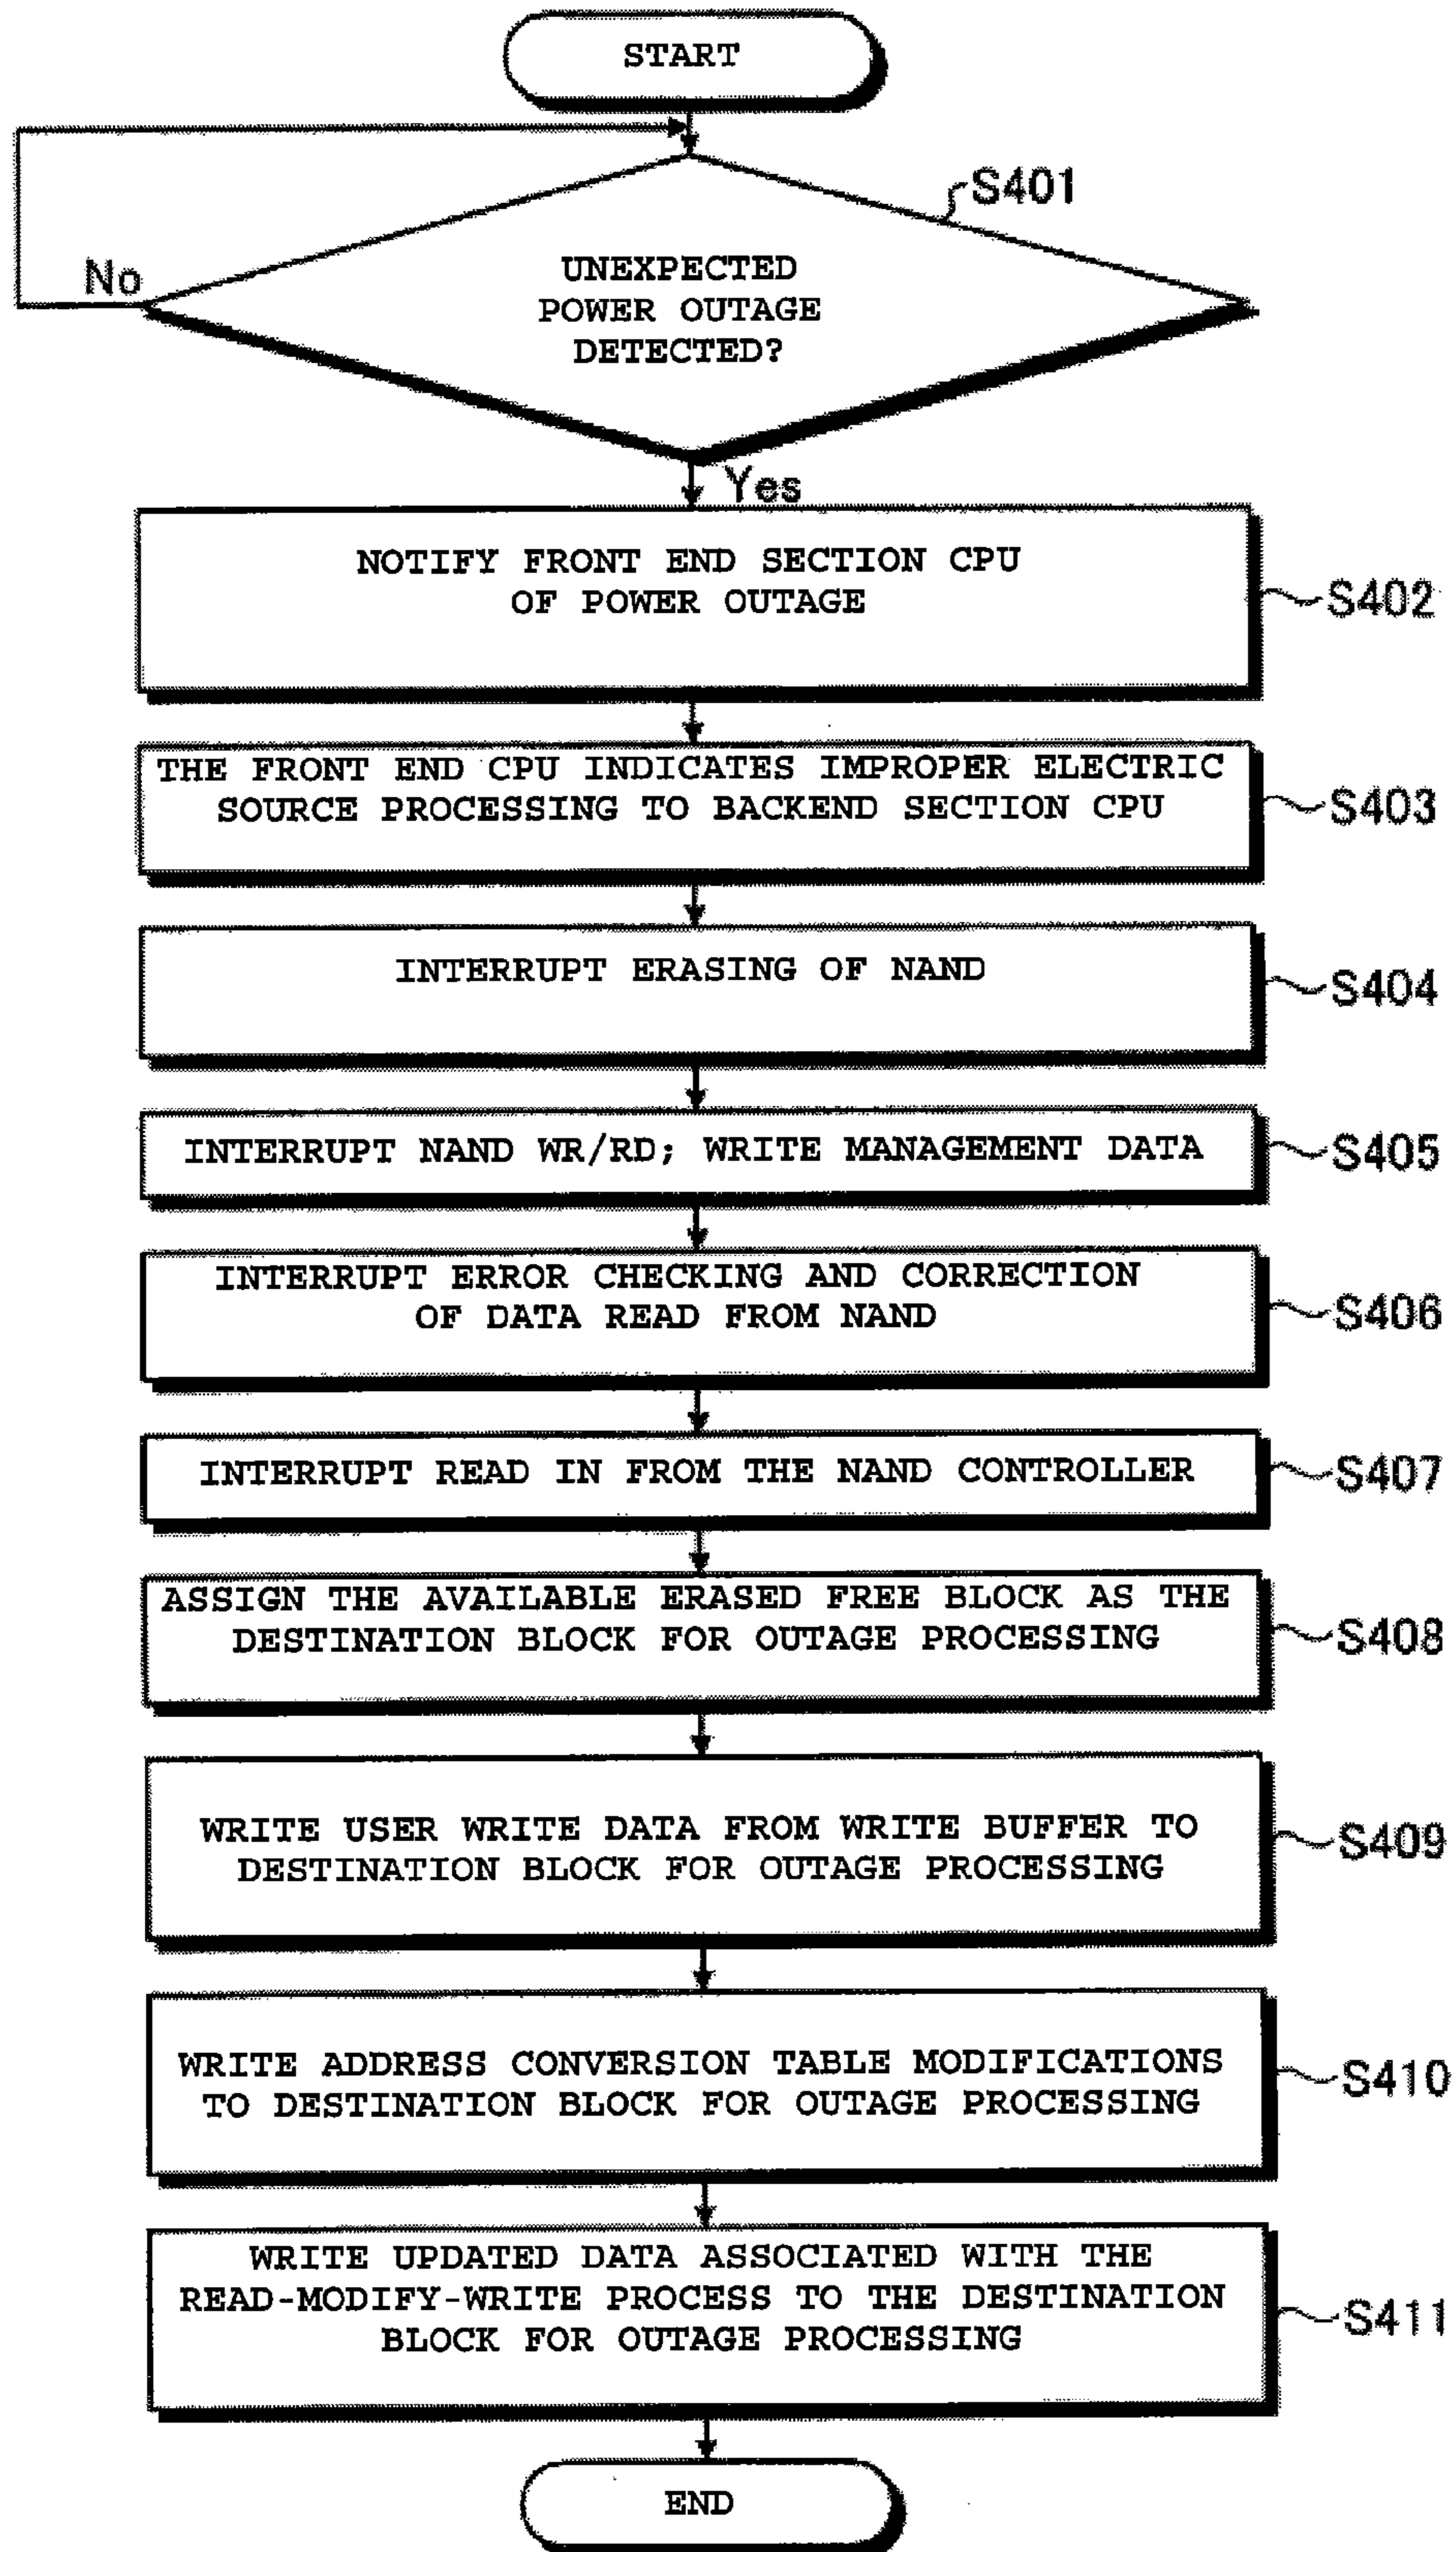 START
S401
No
UNEXPECTED
POWER OUTAGE
DETECTED?
Yes
NOTIFY FRONT END SECTION CPU
OF POWER OUTAGE
S402
THE FRONT END CPU INDICATES IMPROPER ELECTRIC
SOURCE PROCESSING TO BACKEND SECTION CPU
S403
INTERRUPT ERASING OF NAND
S404
INTERRUPT NAND WR/RD; WRITE MANAGEMENT DATA
S405
INTERRUPT ERROR CHECKING AND CORRECTION
OF DATA READ FROM NAND
S406
INTERRUPT READ IN FROM THE NAND CONTROLLER
S407
ASSIGN THE AVAILABLE ERASED FREE BLOCK AS THE
DESTINATION BLOCK FOR OUTAGE PROCESSING
S408
WRITE USER WRITE DATA FROM WRITE BUFFER TO
DESTINATION BLOCK FOR OUTAGE PROCESSING
S409
WRITE ADDRESS CONVERSION TABLE MODIFICATIONS
TO DESTINATION BLOCK FOR OUTAGE PROCESSING
S410
WRITE UPDATED DATA ASSOCIATED WITH THE
READ-MODIFY-WRITE PROCESS TO THE DESTINATION
BLOCK FOR OUTAGE PROCESSING
S411
END